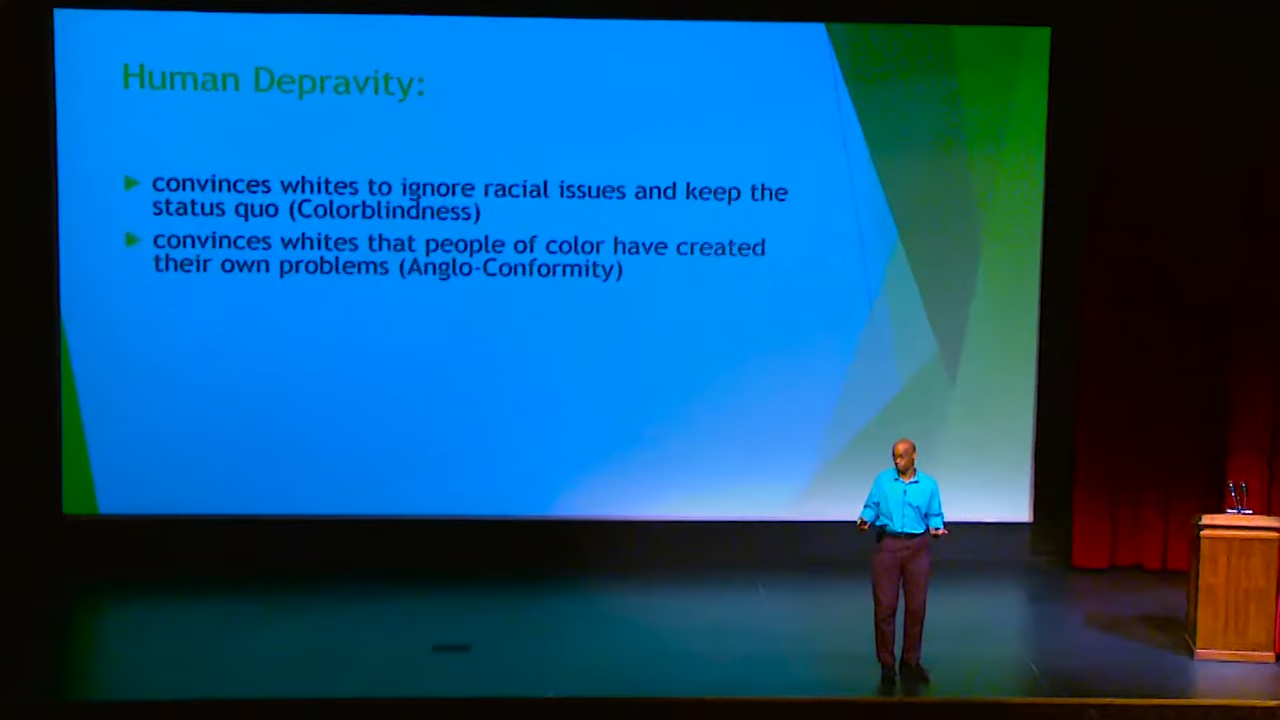 Human Depravity:
convinces whites to ignore racial issues and keep the
status quo (Colorblindness)
convinces whites that people of color have created
their own problems (Anglo-Conformity)